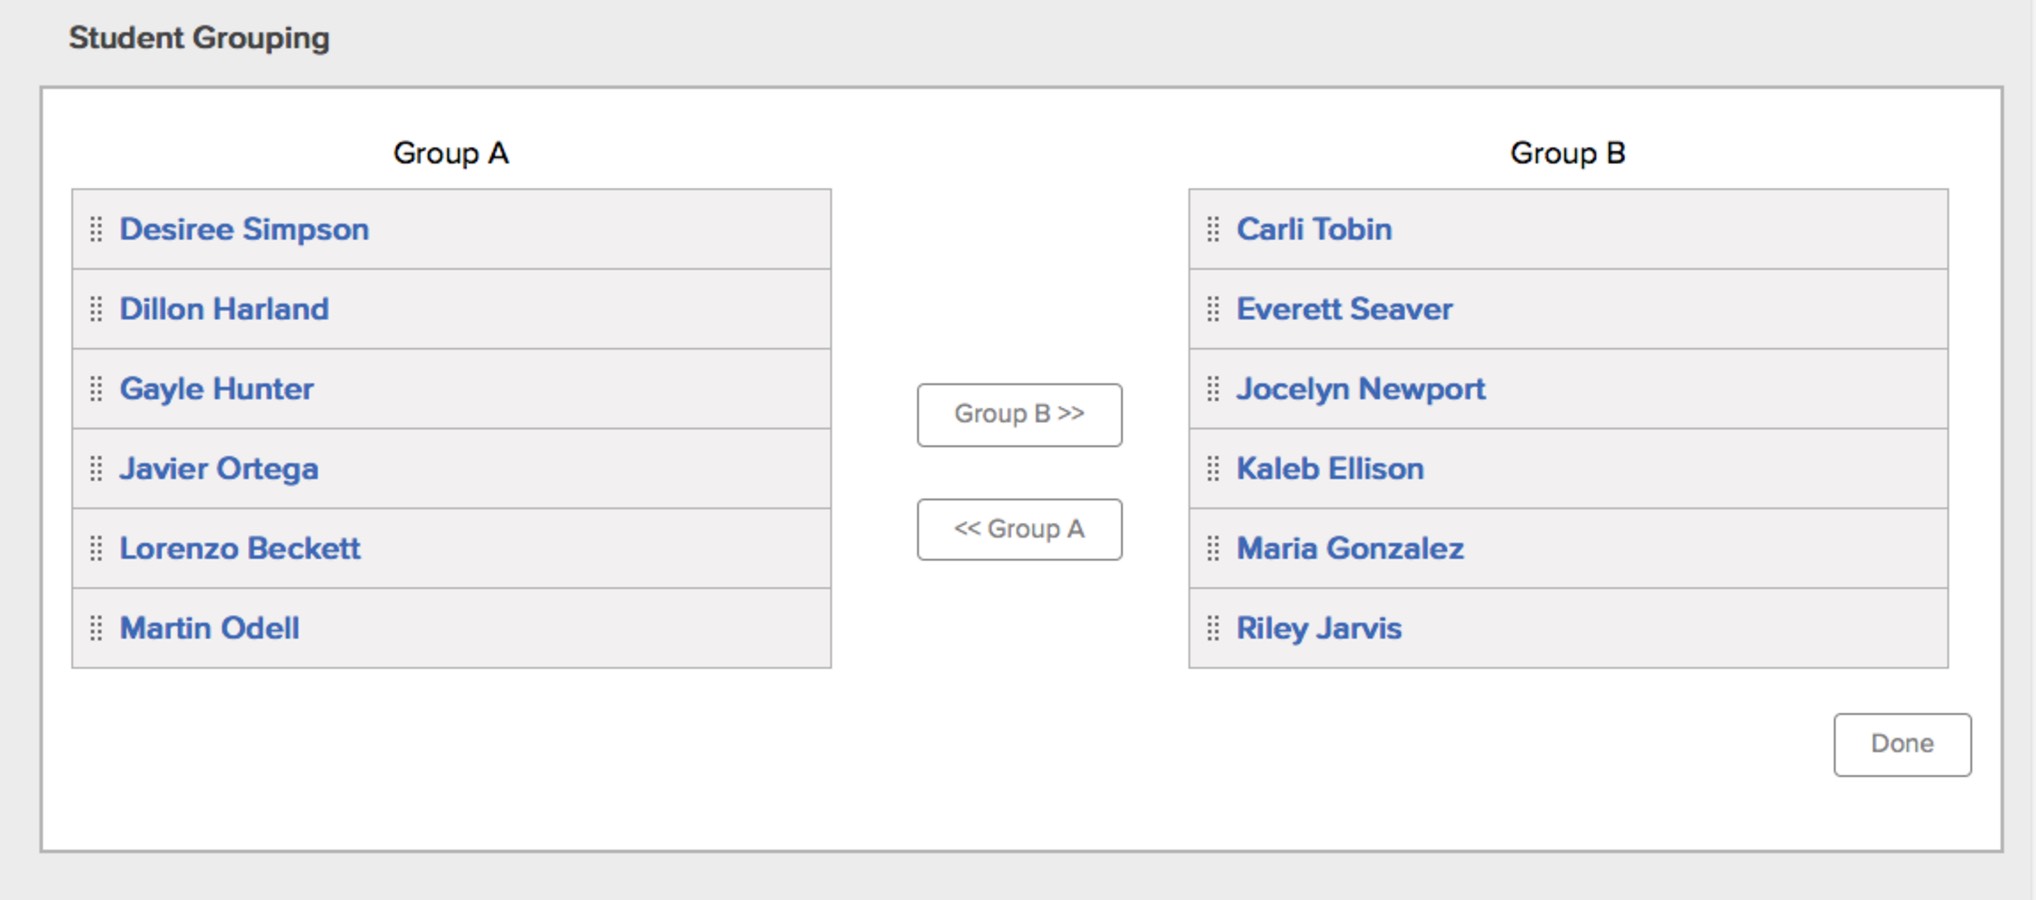 Student Grouping
Group A
Desiree Simpson
Dillon Harland
Gayle Hunter
Javier Ortega
Lorenzo Beckett
Martin Odell
Group B >>
<< Group A
Group B
Carli Tobin
Everett Seaver
Jocelyn Newport
Kaleb Ellison
Maria Gonzalez
Riley Jarvis
Done